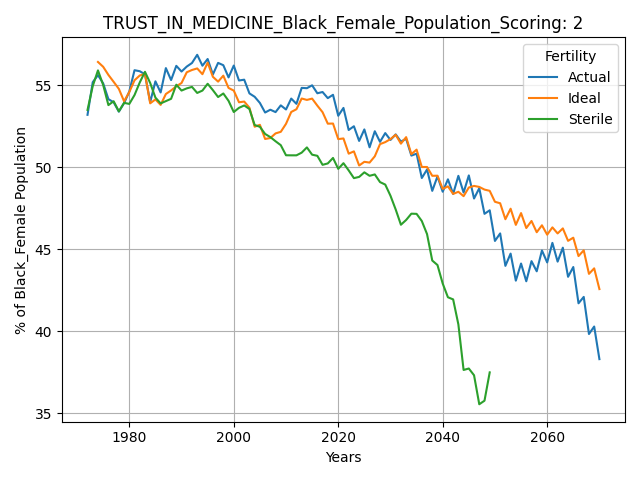 TRUST_IN_MEDICINE_Black_Female_Population_Scoring: 2
Fertility
Actual
Ideal
Sterile
% of Black_Female Population
55
50
45
40
35
1980
2000
2020
2040
2060
Years